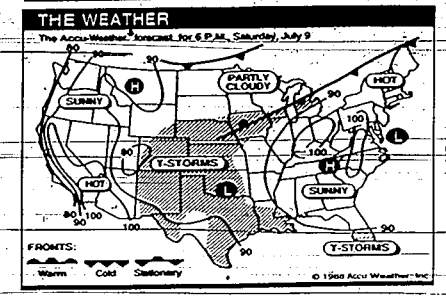 THE WEATHER
The Accu-Weather forecast for 6 P.M., Saturday, July 9
80 90 90
H PARTLY CLOUDY HOT
SUNNY 90
100 L
80 T-STORMS 100 H
HOT L SUNNY
80 90 100 100 90
90 T-STORMS
FRONTS:
Warm Cold Stationary
© 1988 Accu Weather, Inc